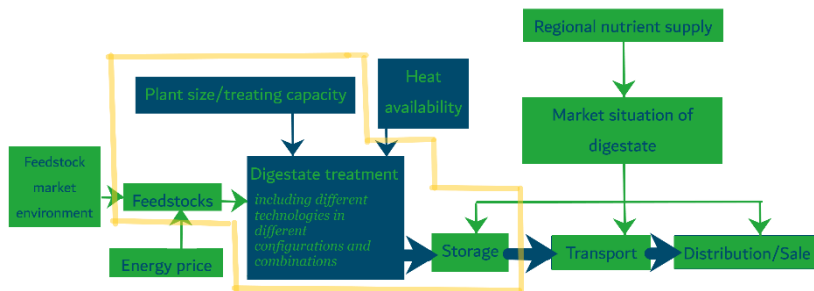 Regional nutrient supply
Heat
availability
Plant size/treating capacity
Market situation of
digestate
Feedstock
market
environment
Feedstocks
Digestate treatment
including different
technologies in
different
configurations and
combinations
Energy price
Storage
Transport
Distribution/Sale